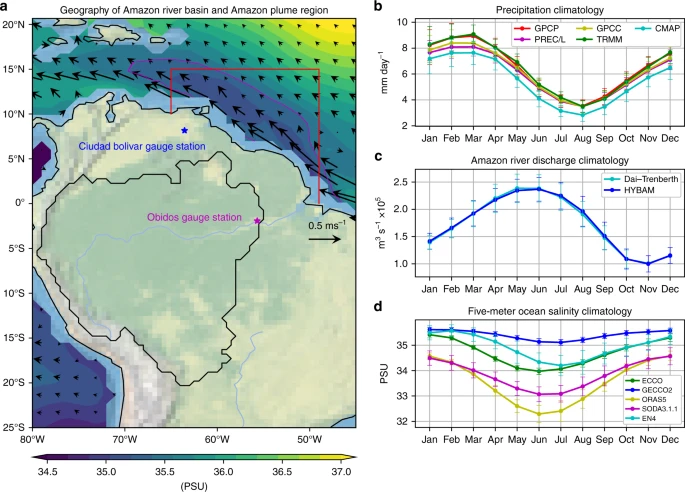 a Geography of Amazon river basin and Amazon plume region
20°N
15°N
10°N
5°N
0°
5°S
10°S
15°S
20°S
25°S
Ciudad bolivar gauge station
Obidos gauge station
0.5 ms⁻¹
80°W 70°W 60°W 50°W
34.5 35.0 35.5 36.0 36.5 37.0
(PSU)
b Precipitation climatology
GPCP GPCC CMAP
PREC/L TRMM
mm day⁻¹
10
8
6
4
2
Jan Feb Mar Apr May Jun Jul Aug Sep Oct Nov Dec
c Amazon river discharge climatology
Dai–Trenberth
HYBAM
m³ s⁻¹ ×10⁵
2.5
2.0
1.5
1.0
Jan Feb Mar Apr May Jun Jul Aug Sep Oct Nov Dec
d Five-meter ocean salinity climatology
PSU
35
34
33
32
ECCO
GECCO2
ORAS5
SODA3.1.1
EN4
Jan Feb Mar Apr May Jun Jul Aug Sep Oct Nov Dec